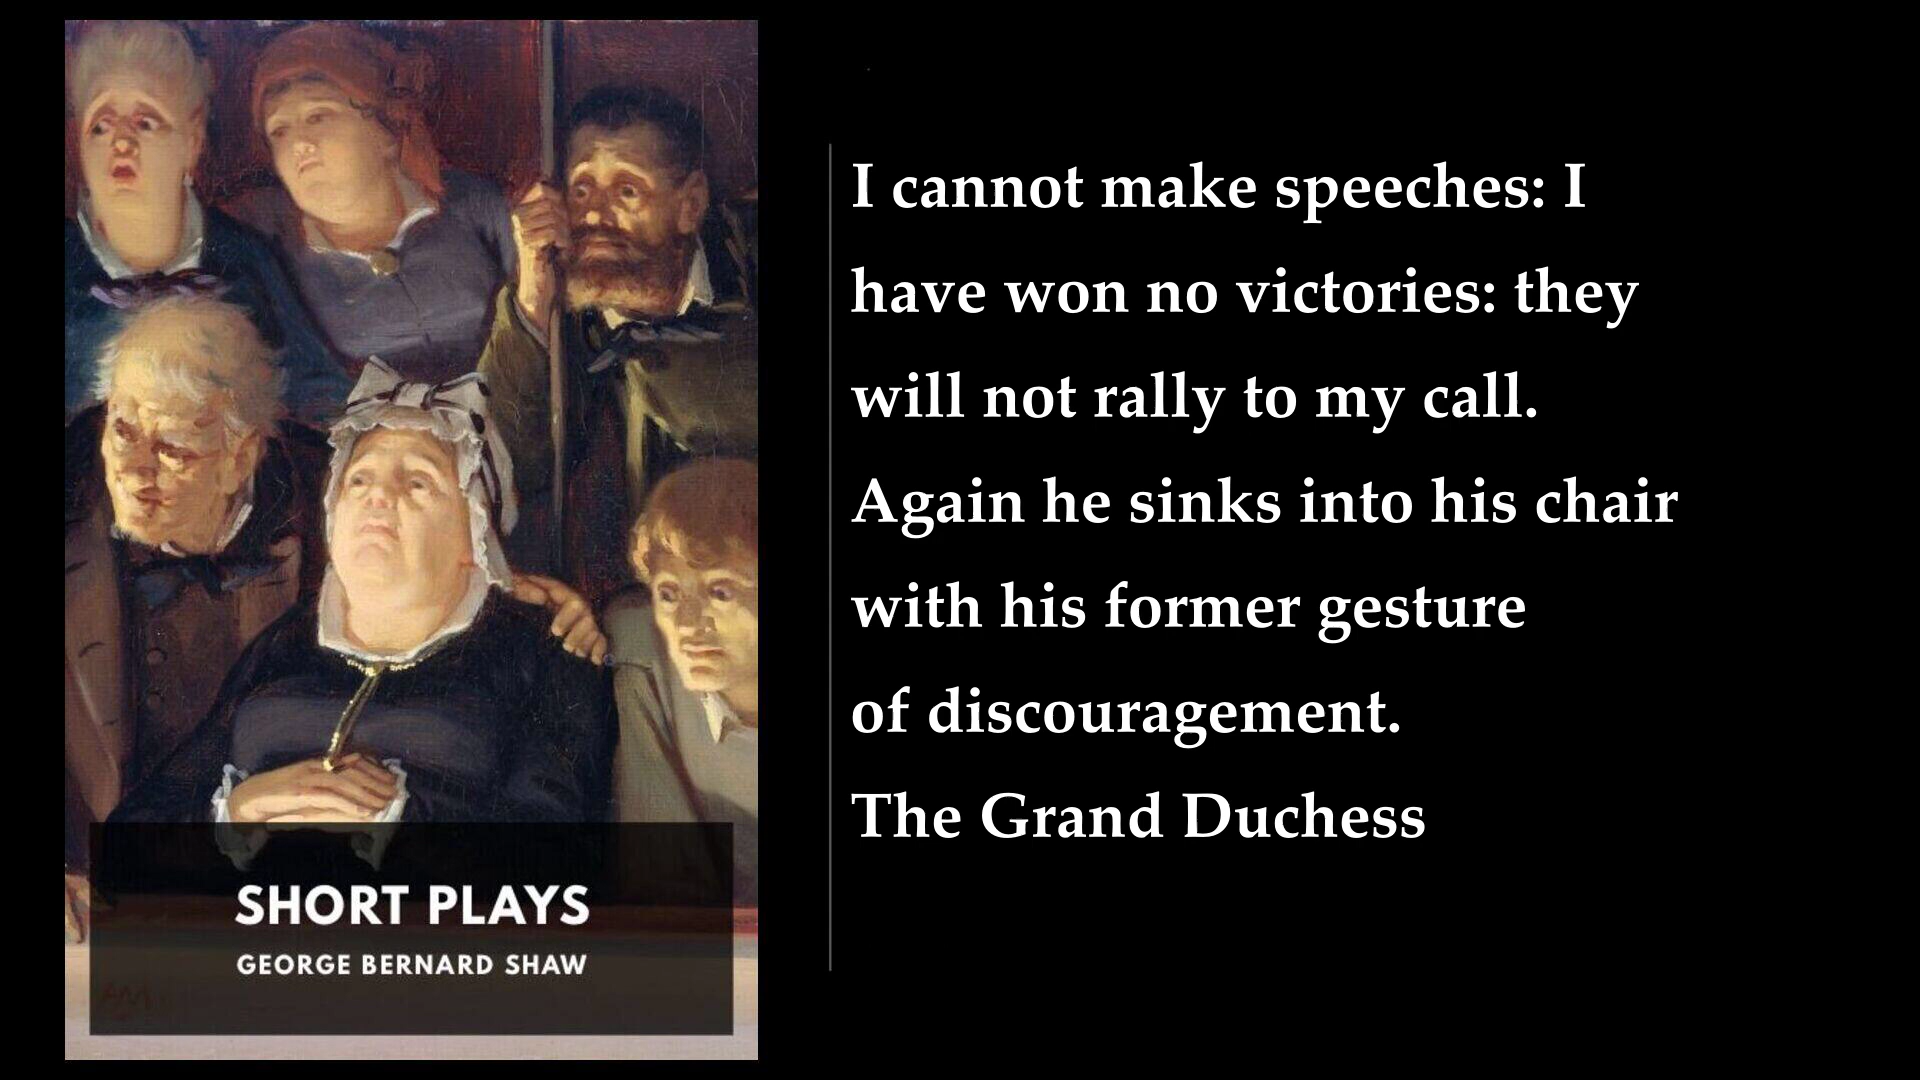 SHORT PLAYS
GEORGE BERNARD SHAW
I cannot make speeches: I
have won no victories: they
will not rally to my call.
Again he sinks into his chair
with his former gesture
of discouragement.
The Grand Duchess